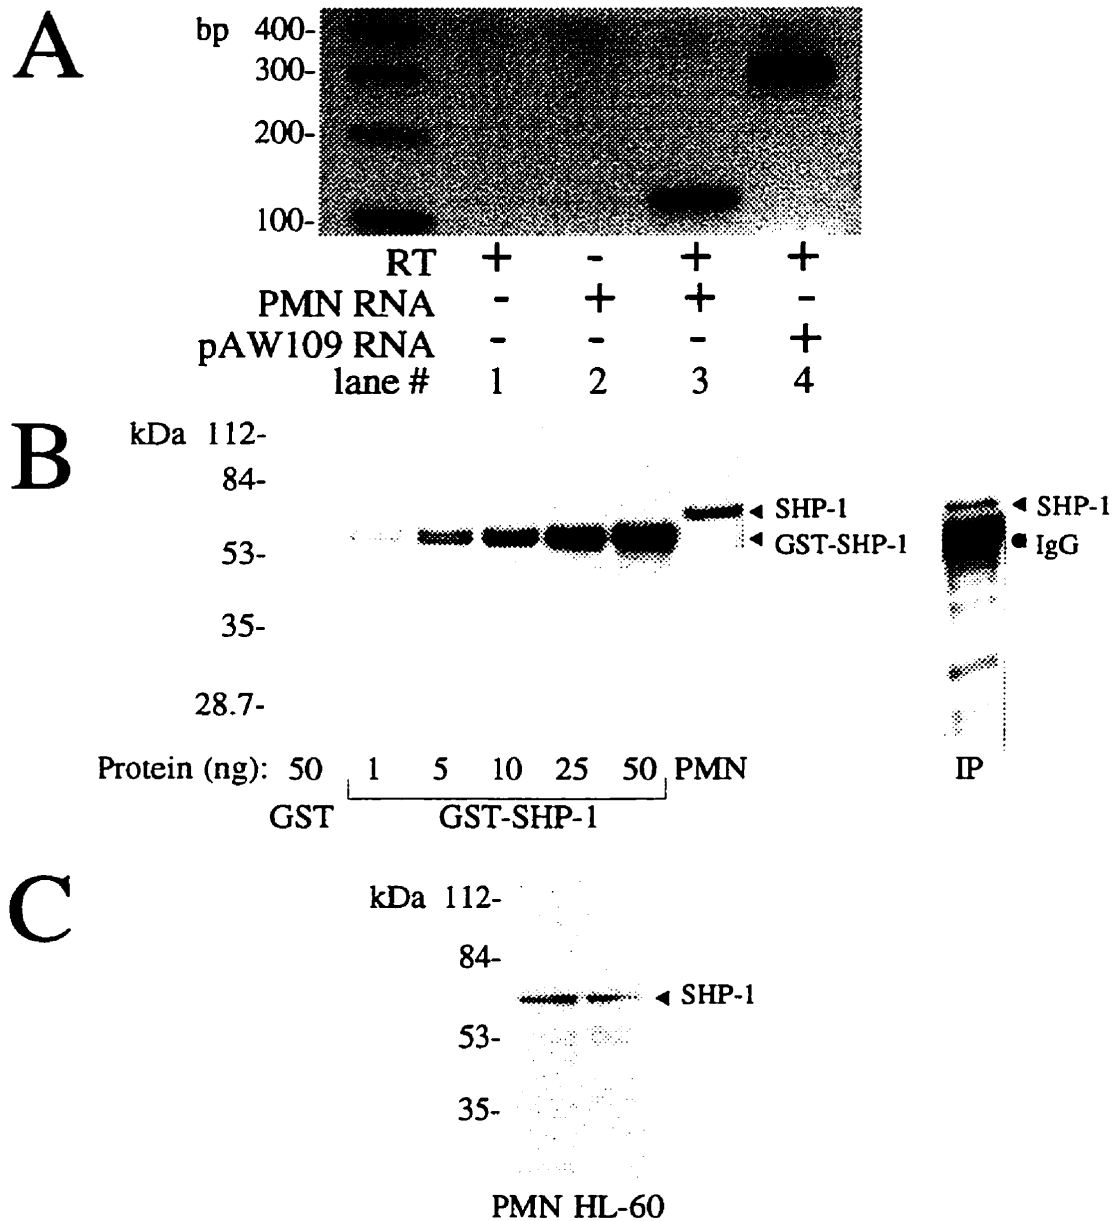 A
bp 400-
300-
200-
100-
RT + - + +
PMN RNA - + + -
pAW109 RNA - - - +
lane # 1 2 3 4
B
kDa 112-
84-
53-
35-
28.7-
◄ SHP-1
◄ GST-SHP-1
◄ SHP-1
● IgG
Protein (ng): 50 1 5 10 25 50 PMN IP
GST GST-SHP-1
C
kDa 112-
84-
53-
35-
◄ SHP-1
PMN HL-60